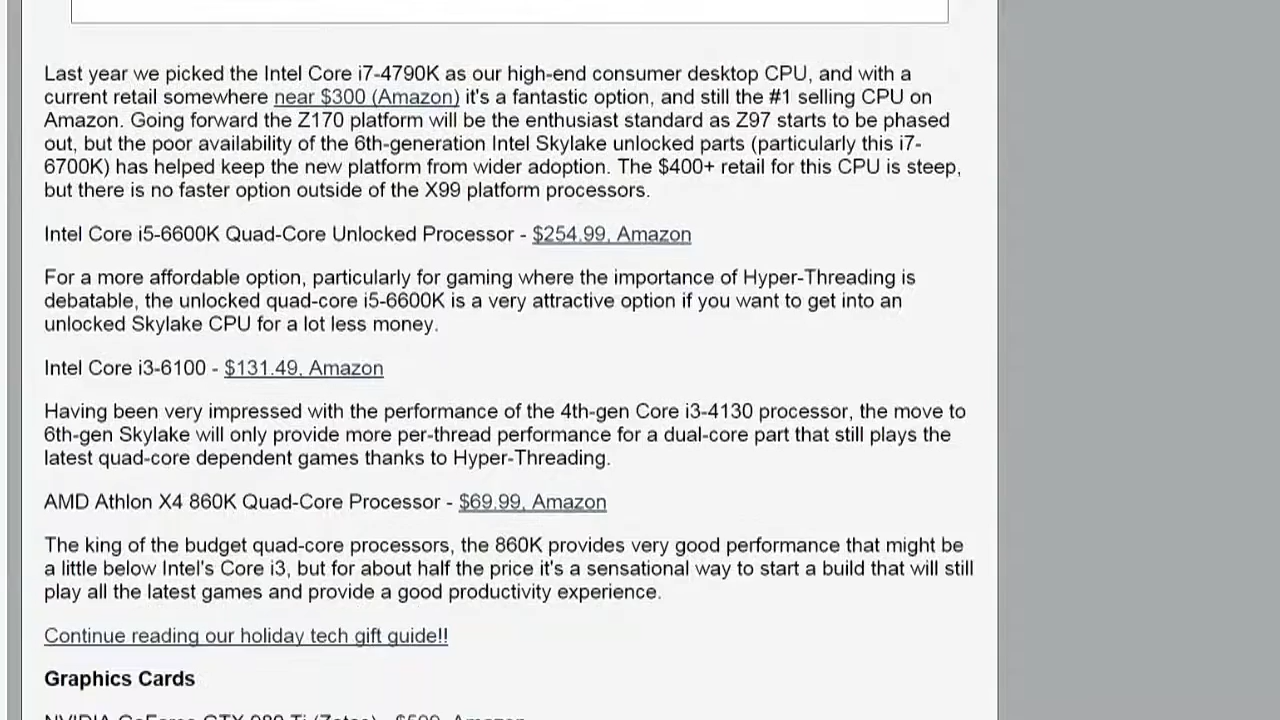 Last year we picked the Intel Core i7-4790K as our high-end consumer desktop CPU, and with a
current retail somewhere near $300 (Amazon) it's a fantastic option, and still the #1 selling CPU on
Amazon. Going forward the Z170 platform will be the enthusiast standard as Z97 starts to be phased
out, but the poor availability of the 6th-generation Intel Skylake unlocked parts (particularly this i7-
6700K) has helped keep the new platform from wider adoption. The $400+ retail for this CPU is steep,
but there is no faster option outside of the X99 platform processors.
Intel Core i5-6600K Quad-Core Unlocked Processor - $254.99, Amazon
For a more affordable option, particularly for gaming where the importance of Hyper-Threading is
debatable, the unlocked quad-core i5-6600K is a very attractive option if you want to get into an
unlocked Skylake CPU for a lot less money.
Intel Core i3-6100 - $131.49, Amazon
Having been very impressed with the performance of the 4th-gen Core i3-4130 processor, the move to
6th-gen Skylake will only provide more per-thread performance for a dual-core part that still plays the
latest quad-core dependent games thanks to Hyper-Threading.
AMD Athlon X4 860K Quad-Core Processor - $69.99, Amazon
The king of the budget quad-core processors, the 860K provides very good performance that might be
a little below Intel's Core i3, but for about half the price it's a sensational way to start a build that will still
play all the latest games and provide a good productivity experience.
Continue reading our holiday tech gift guide!!
Graphics Cards